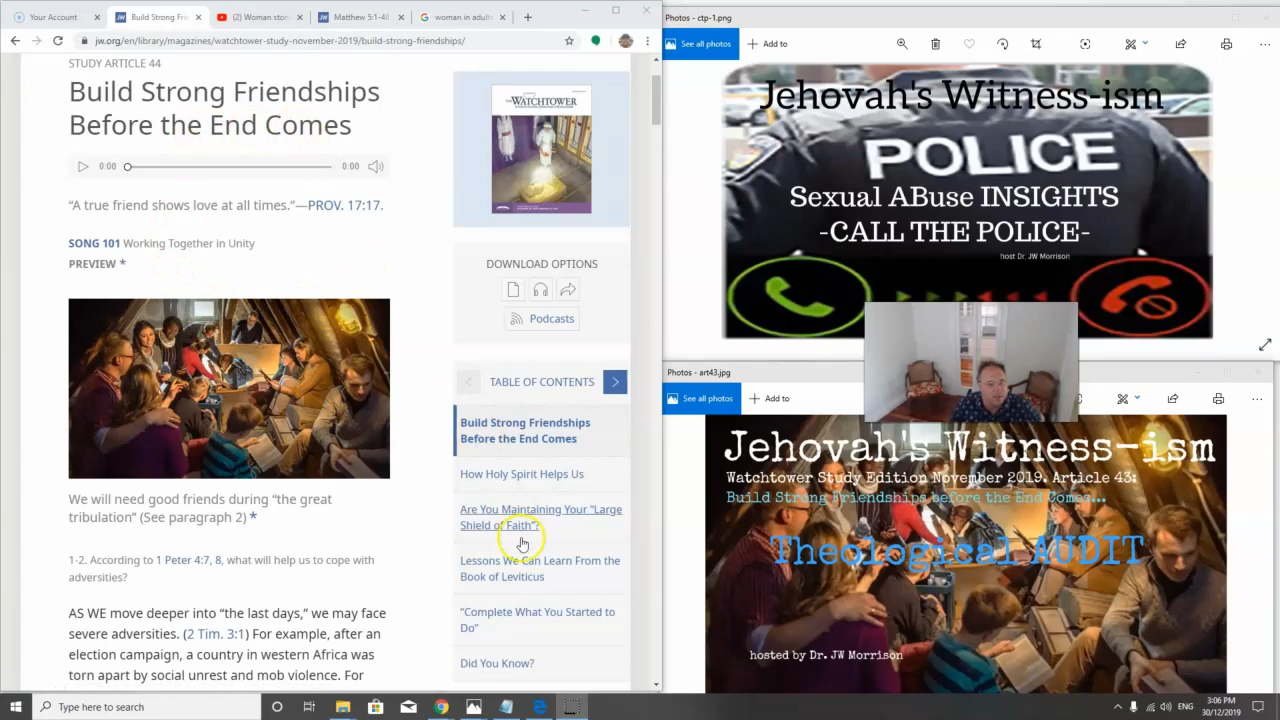 Your Account
Build Strong Frie
(2) Woman ston
Matthew 5:1-48
woman in adult
jw.org/en/library/magazines/watchtower-study-november-2019/build-strong-friendships/
STUDY ARTICLE 44
Build Strong Friendships
Before the End Comes
0:00
0:00
“A true friend shows love at all times.”—PROV. 17:17.
SONG 101 Working Together in Unity
PREVIEW *
We will need good friends during “the great
tribulation” (See paragraph 2) *
1-2. According to 1 Peter 4:7, 8, what will help us to cope with
adversities?
AS WE move deeper into “the last days,” we may face
severe adversities. (2 Tim. 3:1) For example, after an
election campaign, a country in western Africa was
torn apart by social unrest and mob violence. For
THE WATCHTOWER
DOWNLOAD OPTIONS
Podcasts
TABLE OF CONTENTS
Build Strong Friendships
Before the End Comes
How Holy Spirit Helps Us
Are You Maintaining Your “Large
Shield of Faith”?
Lessons We Can Learn From the
Book of Leviticus
“Complete What You Started to
Do”
Did You Know?
Photos - ctp-1.png
See all photos
Add to
Jehovah's Witness-ism
POLICE
Sexual ABuse INSIGHTS
-CALL THE POLICE-
host Dr. JW Morrison
Photos - art43.jpg
See all photos
Add to
Jehovah's Witness-ism
Watchtower Study Edition November 2019. Article 43:
Build Strong Friendships before the End Comes...
Theological AUDIT
hosted by Dr. JW Morrison
Type here to search
ENG
3:06 PM
30/12/2019